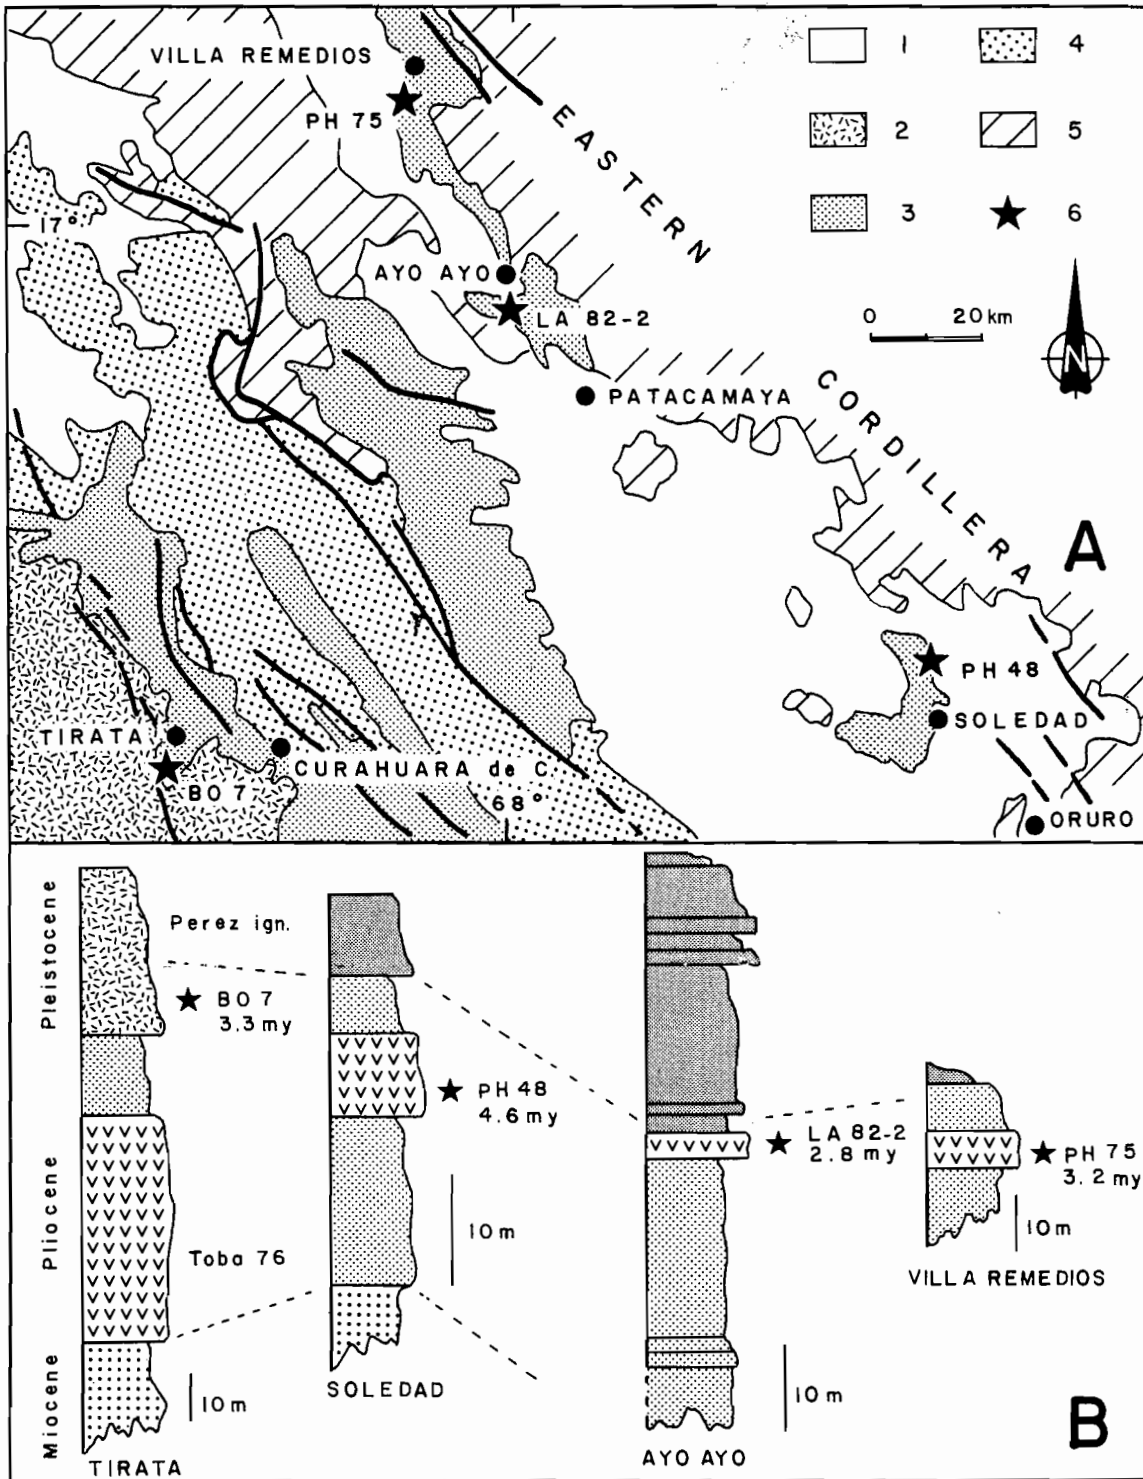 VILLA REMEDIOS
PH 75
EASTERN
1
4
2
5
3
6
17°
AYO AYO
LA 82-2
0 20 km
N
PATACAMAYA
CORDILLERA
A
PH 48
SOLEDAD
TIRATA
CURAHUARA de C.
BO 7
68°
ORURO
Pleistocene
Pliocene
Miocene
Perez ign.
BO 7
3.3 my
Toba 76
10 m
TIRATA
PH 48
4.6 my
10 m
SOLEDAD
LA 82-2
2.8 my
10 m
AYO AYO
PH 75
3.2 my
10 m
VILLA REMEDIOS
B